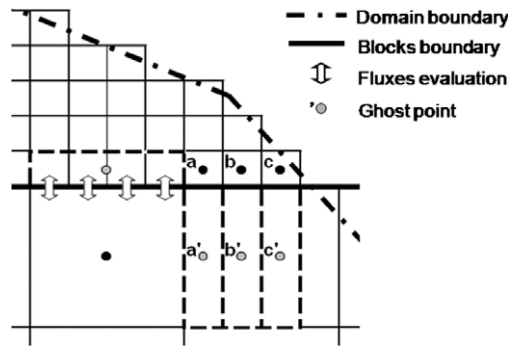 Domain boundary
Blocks boundary
Fluxes evaluation
' Ghost point
a b c
a' b' c'